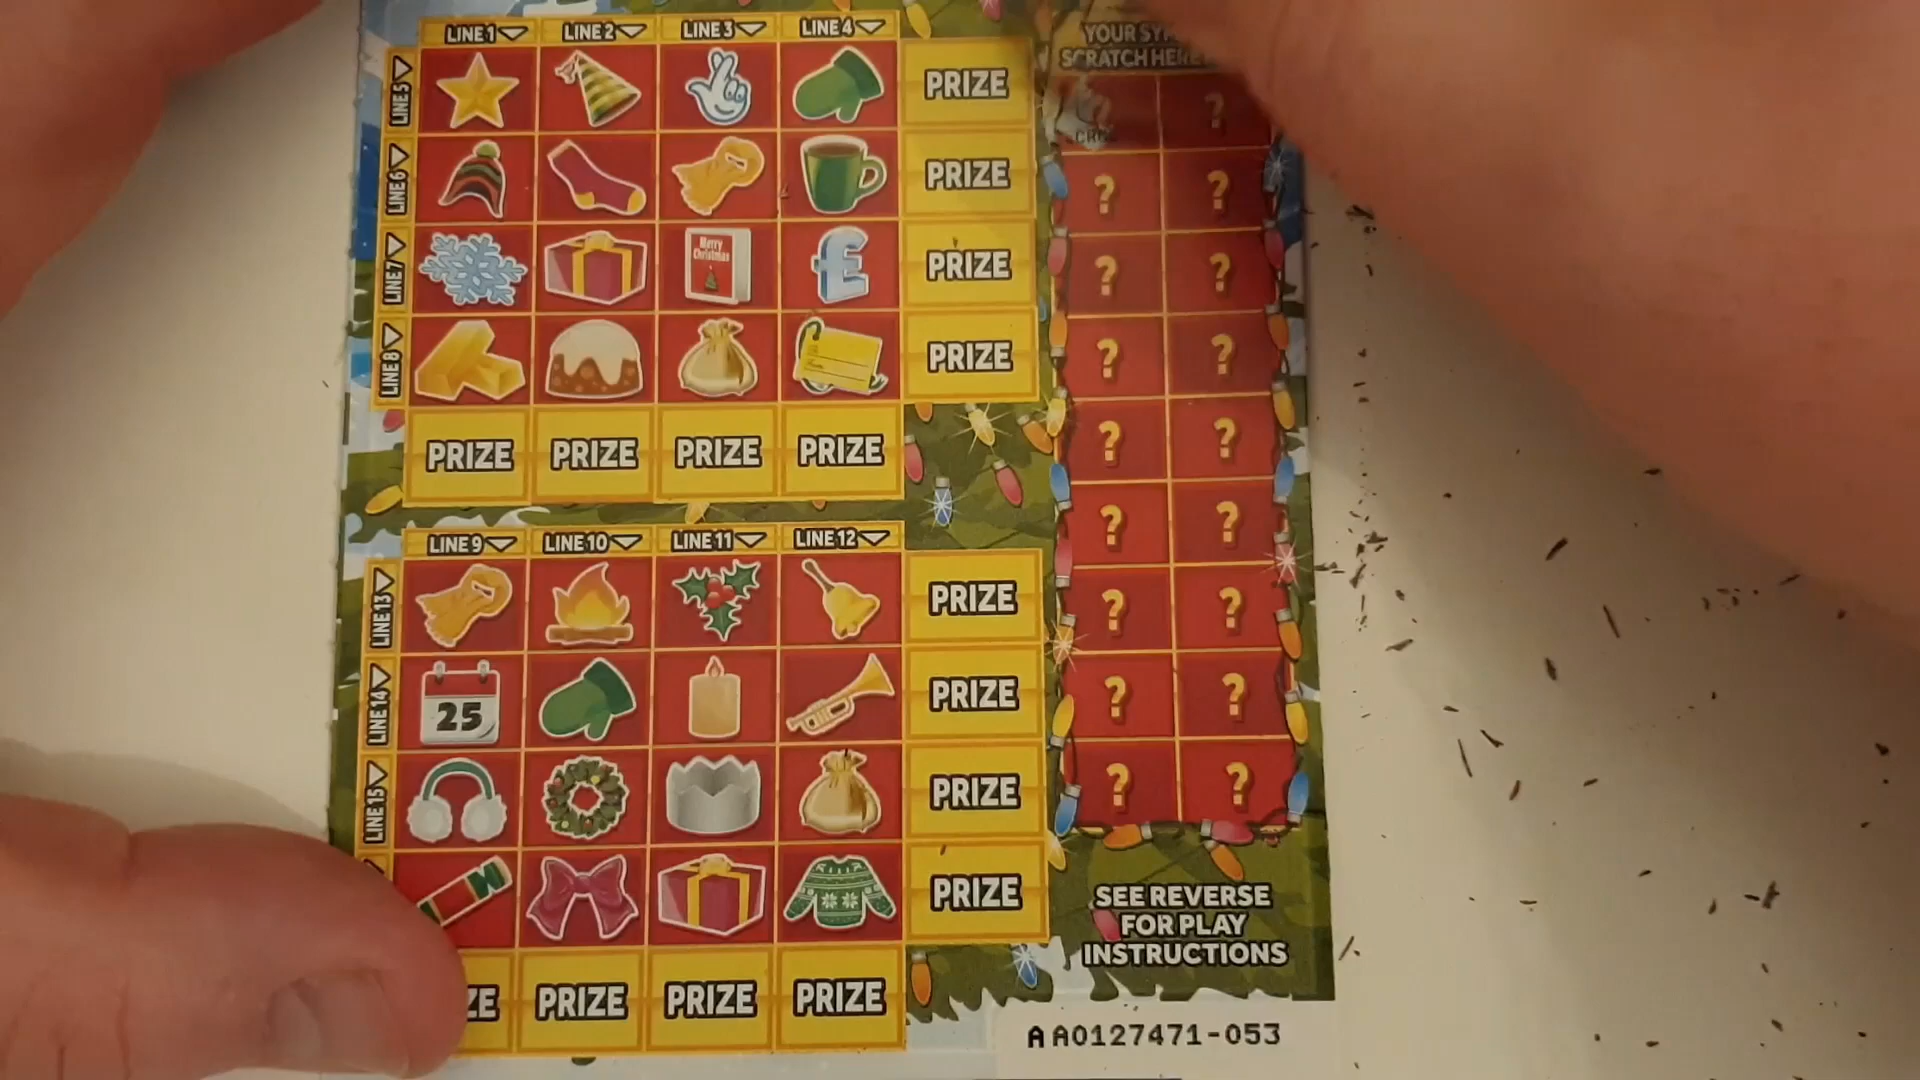 LINE 1 LINE 2 LINE 3 LINE 4
YOUR
SCRATCH HERE
LINE 5 PRIZE
?
LINE 6 PRIZE
? ?
LINE 7 Merry Christmas £ PRIZE
? ?
LINE 8 PRIZE
? ?
PRIZE PRIZE PRIZE PRIZE
? ?
LINE 9 LINE 10 LINE 11 LINE 12
? ?
LINE 13 PRIZE
? ?
LINE 14 25 PRIZE
? ?
LINE 15 PRIZE
? ?
PRIZE
SEE REVERSE
FOR PLAY
INSTRUCTIONS
PRIZE PRIZE PRIZE
AA0127471-053